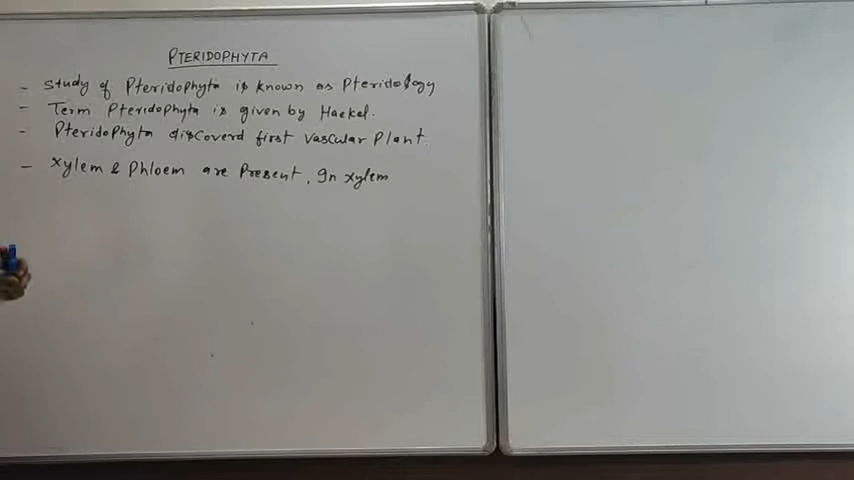 PTERIDOPHYTA
- Study of Pteridophyta is known as Pteridology
- Term Pteridophyta is given by Haekel.
- Pteridophyta discoverd first vascular Plant.
- Xylem & Phloem are Present, In xylem